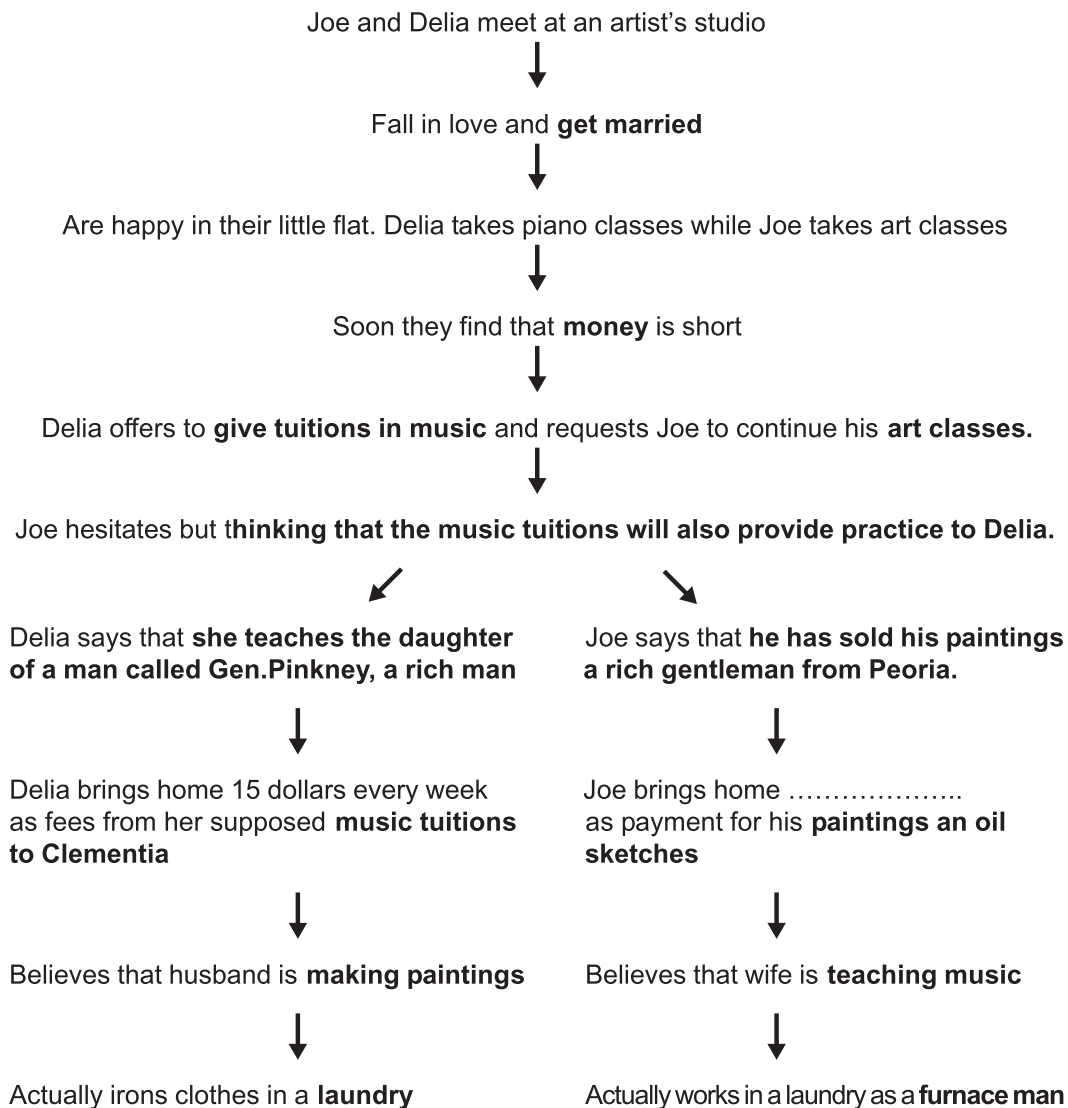 Joe and Delia meet at an artist's studio
Fall in love and get married
Are happy in their little flat. Delia takes piano classes while Joe takes art classes
Soon they find that money is short
Delia offers to give tuitions in music and requests Joe to continue his art classes.
Joe hesitates but thinking that the music tuitions will also provide practice to Delia.
Delia says that she teaches the daughter
of a man called Gen.Pinkney, a rich man
Joe says that he has sold his paintings
a rich gentleman from Peoria.
Delia brings home 15 dollars every week
as fees from her supposed music tuitions
to Clementia
Joe brings home ………………..
as payment for his paintings an oil
sketches
Believes that husband is making paintings
Believes that wife is teaching music
Actually irons clothes in a laundry
Actually works in a laundry as a furnace man